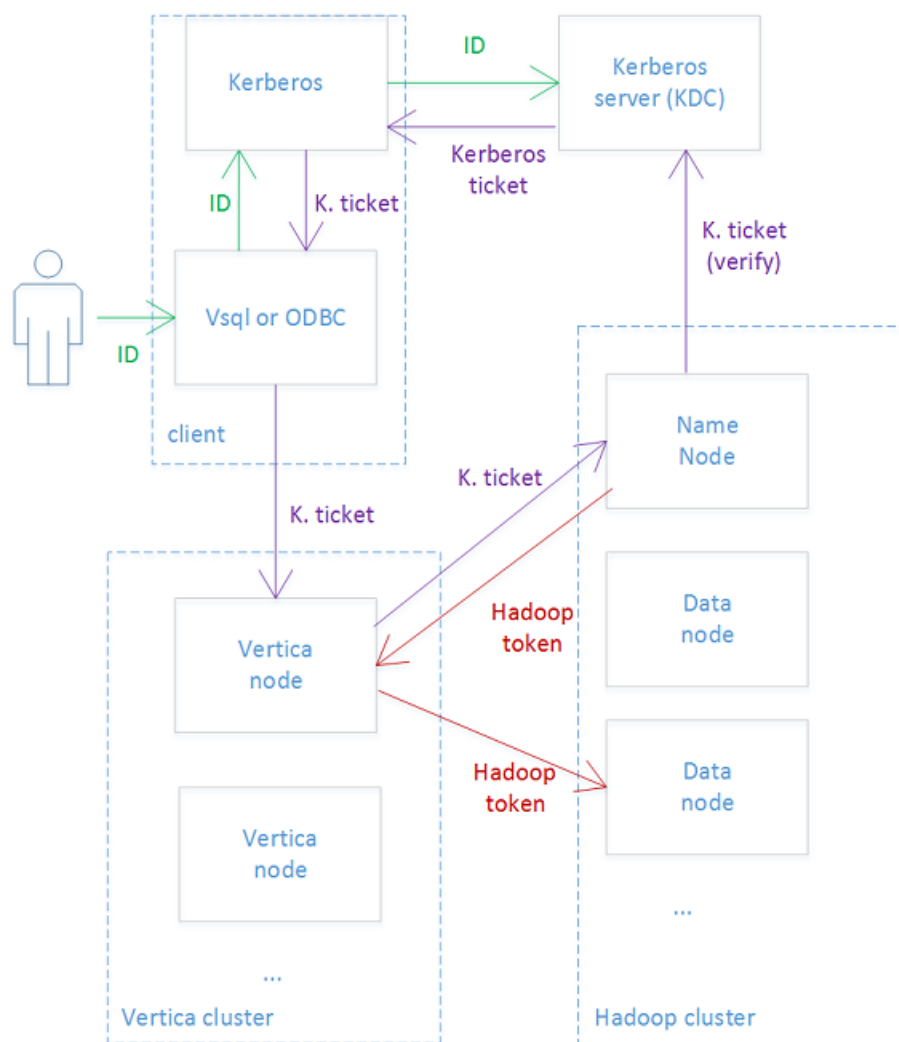 ID
Kerberos
Kerberos
server (KDC)
Kerberos
ticket
ID
K. ticket
K. ticket
(verify)
Vsql or ODBC
ID
client
Name
Node
K. ticket
K. ticket
Hadoop
token
Data
node
Vertica
node
Hadoop
token
Data
node
Vertica
node
...
...
Vertica cluster
Hadoop cluster